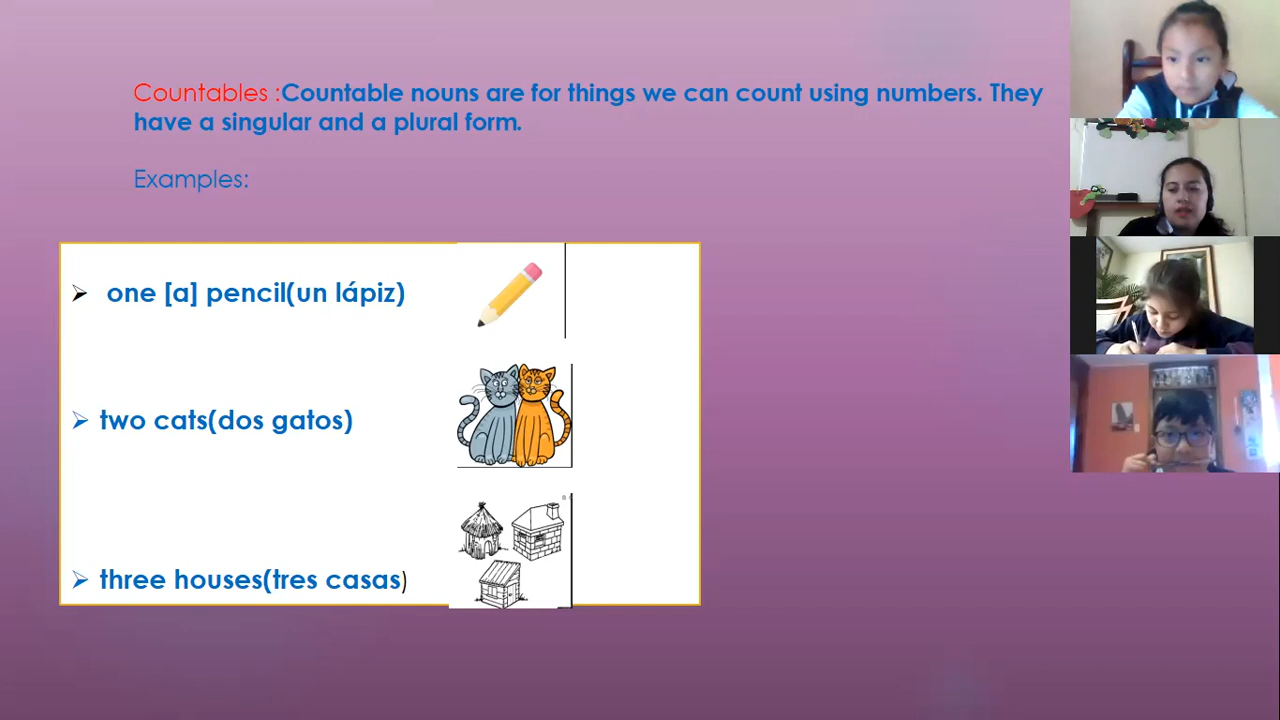 Countables :Countable nouns are for things we can count using numbers. They
have a singular and a plural form.
Examples:
one [a] pencil(un lápiz)
two cats(dos gatos)
three houses(tres casas)